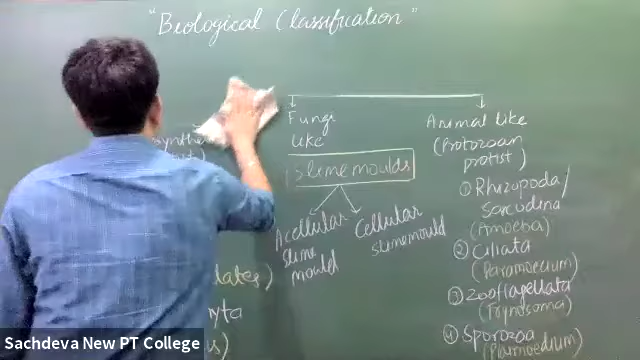 "Biological Classification"
Fungi
like
slime moulds
Acellular
slime
mould
Cellular
slime mould
Animal like
(Protozoan
protist)
① Rhizopoda/
Sarcodina
(Amoeba)
② Ciliata
(Paramoecium)
③ Zooflagellata
(Trynosoma)
④ Sporozoa
(Plasmodium)
Sachdeva New PT College